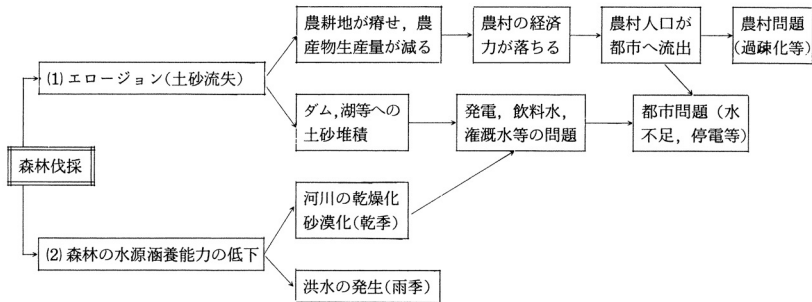 農耕地が瘠せ，農
産物生産量が減る
農村の経済
力が落ちる
農村人口が
都市へ流出
農村問題
(過疎化等)
(1) エロージョン(土砂流失)
ダム,湖等への
土砂堆積
発電，飲料水，
潅漑水等の問題
都市問題（水
不足，停電等）
森林伐採
河川の乾燥化
砂漠化(乾季)
(2) 森林の水源涵養能力の低下
洪水の発生(雨季)